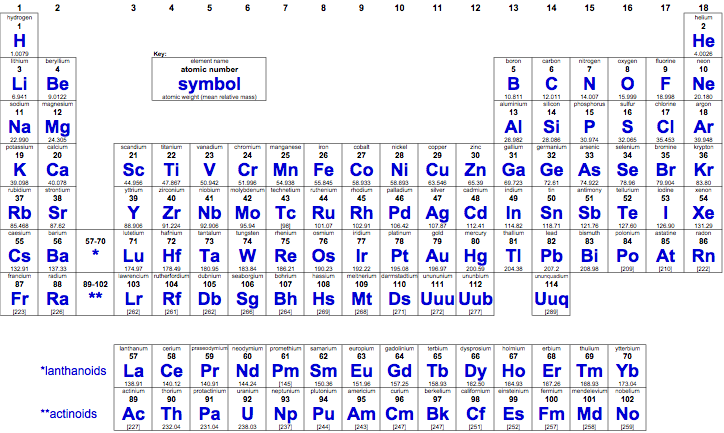 1 2 3 4 5 6 7 8 9 10 11 12 13 14 15 16 17 18
hydrogen helium
1 2
H He
1.0079 4.0026
Key:
element name
atomic number
symbol
atomic weight (mean relative mass)
lithium beryllium boron carbon nitrogen oxygen fluorine neon
3 4 5 6 7 8 9 10
Li Be B C N O F Ne
6.941 9.0122 10.811 12.011 14.007 15.999 18.998 20.180
sodium magnesium aluminium silicon phosphorus sulfur chlorine argon
11 12 13 14 15 16 17 18
Na Mg Al Si P S Cl Ar
22.990 24.305 26.982 28.086 30.974 32.065 35.453 39.948
potassium calcium scandium titanium vanadium chromium manganese iron cobalt nickel copper zinc gallium germanium arsenic selenium bromine krypton
19 20 21 22 23 24 25 26 27 28 29 30 31 32 33 34 35 36
K Ca Sc Ti V Cr Mn Fe Co Ni Cu Zn Ga Ge As Se Br Kr
39.098 40.078 44.956 47.867 50.942 51.996 54.938 55.845 58.933 58.693 63.546 65.39 69.723 72.61 74.922 78.96 79.904 83.80
rubidium strontium yttrium zirconium niobium molybdenum technetium ruthenium rhodium palladium silver cadmium indium tin antimony tellurium iodine xenon
37 38 39 40 41 42 43 44 45 46 47 48 49 50 51 52 53 54
Rb Sr Y Zr Nb Mo Tc Ru Rh Pd Ag Cd In Sn Sb Te I Xe
85.468 87.62 88.906 91.224 92.906 95.94 [98] 101.07 102.91 106.42 107.87 112.41 114.82 118.71 121.76 127.60 126.90 131.29
caesium barium lutetium hafnium tantalum tungsten rhenium osmium iridium platinum gold mercury thallium lead bismuth polonium astatine radon
55 56 57-70 71 72 73 74 75 76 77 78 79 80 81 82 83 84 85 86
Cs Ba * Lu Hf Ta W Re Os Ir Pt Au Hg Tl Pb Bi Po At Rn
132.91 137.33 174.97 178.49 180.95 183.84 186.21 190.23 192.22 195.08 196.97 200.59 204.38 207.2 208.98 [209] [210] [222]
francium radium lawrencium rutherfordium dubnium seaborgium bohrium hassium meitnerium darmstadtium unununium ununbium ununquadium
87 88 89-102 103 104 105 106 107 108 109 110 111 112 114
Fr Ra ** Lr Rf Db Sg Bh Hs Mt Ds Uuu Uub Uuq
[223] [226] [262] [261] [262] [266] [264] [269] [268] [271] [272] [277] [289]
lanthanum cerium praseodymium neodymium promethium samarium europium gadolinium terbium dysprosium holmium erbium thulium ytterbium
57 58 59 60 61 62 63 64 65 66 67 68 69 70
*lanthanoids La Ce Pr Nd Pm Sm Eu Gd Tb Dy Ho Er Tm Yb
138.91 140.12 140.91 144.24 [145] 150.36 151.96 157.25 158.93 162.50 164.93 167.26 168.93 173.04
actinium thorium protactinium uranium neptunium plutonium americium curium berkelium californium einsteinium fermium mendelevium nobelium
89 90 91 92 93 94 95 96 97 98 99 100 101 102
**actinoids Ac Th Pa U Np Pu Am Cm Bk Cf Es Fm Md No
[227] 232.04 231.04 238.03 [237] [244] [243] [247] [247] [251] [252] [257] [258] [259]